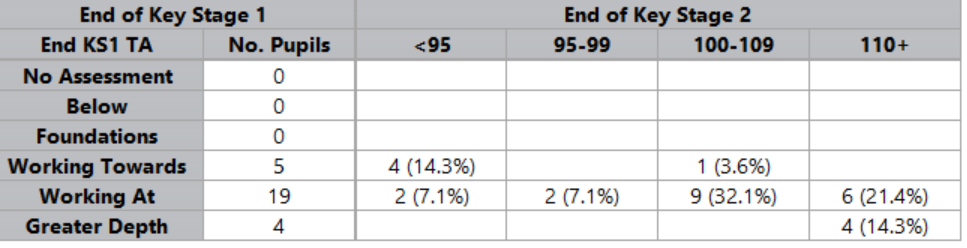 End of Key Stage 1 End of Key Stage 2
End KS1 TA No. Pupils <95 95-99 100-109 110+
No Assessment 0
Below 0
Foundations 0
Working Towards 5 4 (14.3%) 1 (3.6%)
Working At 19 2 (7.1%) 2 (7.1%) 9 (32.1%) 6 (21.4%)
Greater Depth 4 4 (14.3%)